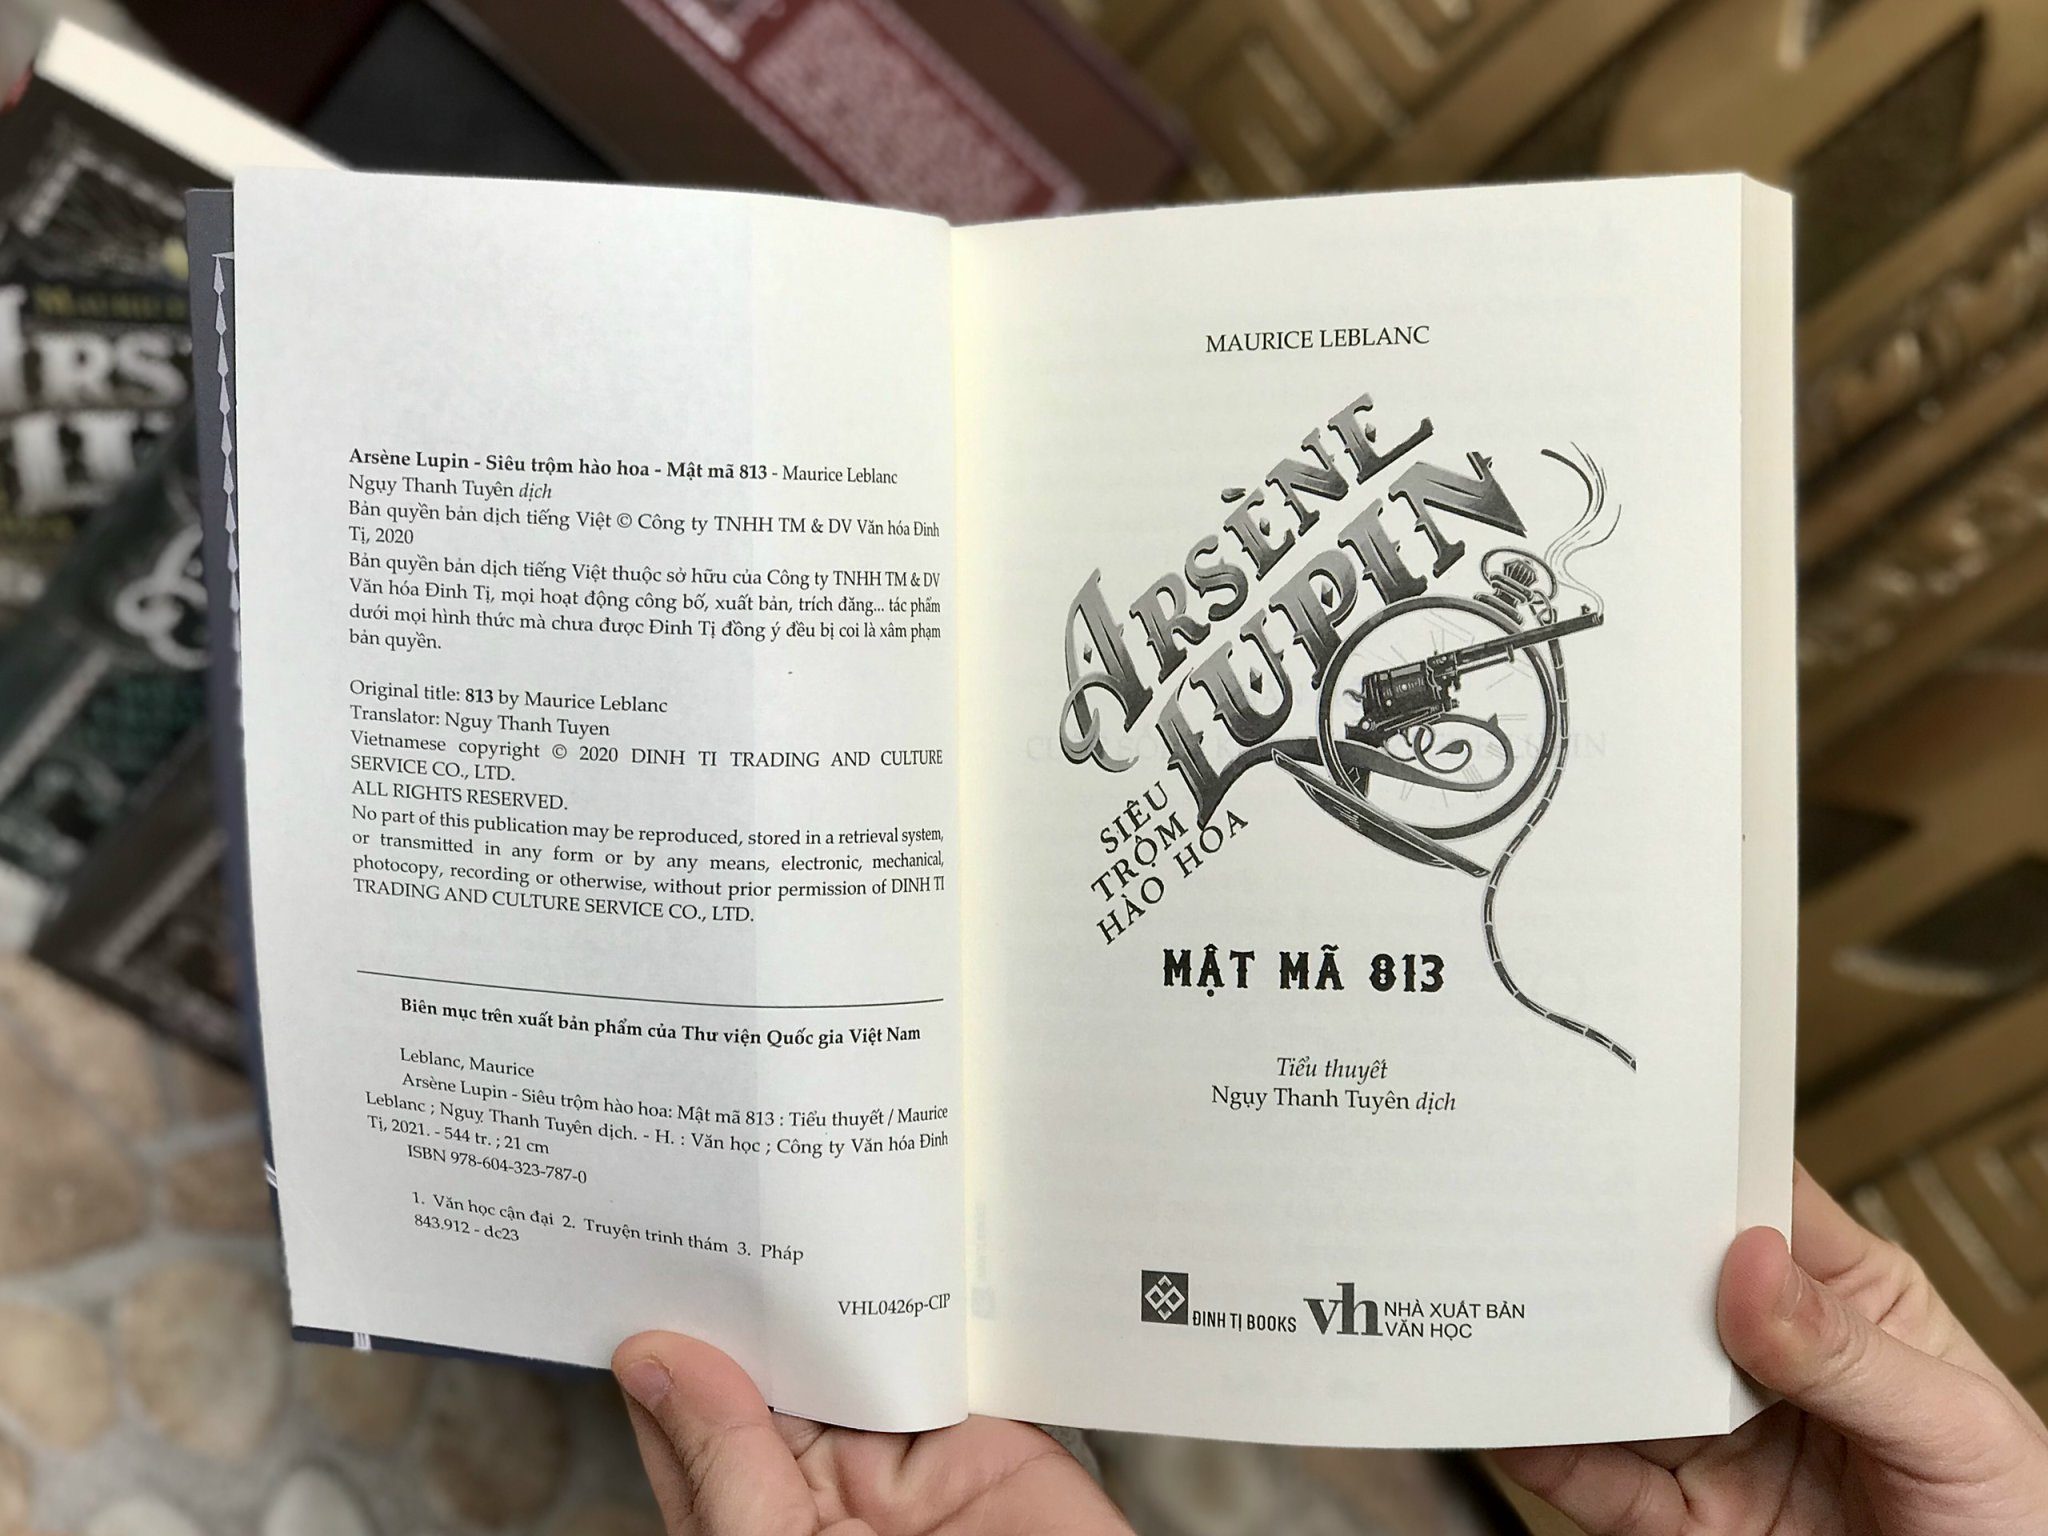 Arsène Lupin - Siêu trộm hào hoa - Mật mã 813 - Maurice Leblanc
Ngụy Thanh Tuyên dịch
Bản quyền bản dịch tiếng Việt © Công ty TNHH TM & DV Văn hóa Đinh
Tị, 2020
Bản quyền bản dịch tiếng Việt thuộc sở hữu của Công ty TNHH TM & DV
Văn hóa Đinh Tị, mọi hoạt động công bố, xuất bản, trích đăng... tác phẩm
dưới mọi hình thức mà chưa được Đinh Tị đồng ý đều bị coi là xâm phạm
bản quyền.
Original title: 813 by Maurice Leblanc
Translator: Nguy Thanh Tuyen
Vietnamese copyright © 2020 DINH TI TRADING AND CULTURE
SERVICE CO., LTD.
ALL RIGHTS RESERVED.
No part of this publication may be reproduced, stored in a retrieval system,
or transmitted in any form or by any means, electronic, mechanical,
photocopy, recording or otherwise, without prior permission of DINH TI
TRADING AND CULTURE SERVICE CO., LTD.
Biên mục trên xuất bản phẩm của Thư viện Quốc gia Việt Nam
Leblanc, Maurice
Arsène Lupin - Siêu trộm hào hoa: Mật mã 813 : Tiểu thuyết / Maurice
Leblanc ; Ngụy Thanh Tuyên dịch. - H. : Văn học ; Công ty Văn hóa Đinh
Tị, 2021. - 544 tr. ; 21 cm
ISBN 978-604-323-787-0
1. Văn học cận đại 2. Truyện trinh thám 3. Pháp
843.912 - dc23
VHL0426p-CIP
MAURICE LEBLANC
ARSÈNE
LUPIN
SIÊU
TRỘM
HÀO HOA
MẬT MÃ 813
Tiểu thuyết
Ngụy Thanh Tuyên dịch
ĐINH TỊ BOOKS
vh NHÀ XUẤT BẢN
VĂN HỌC